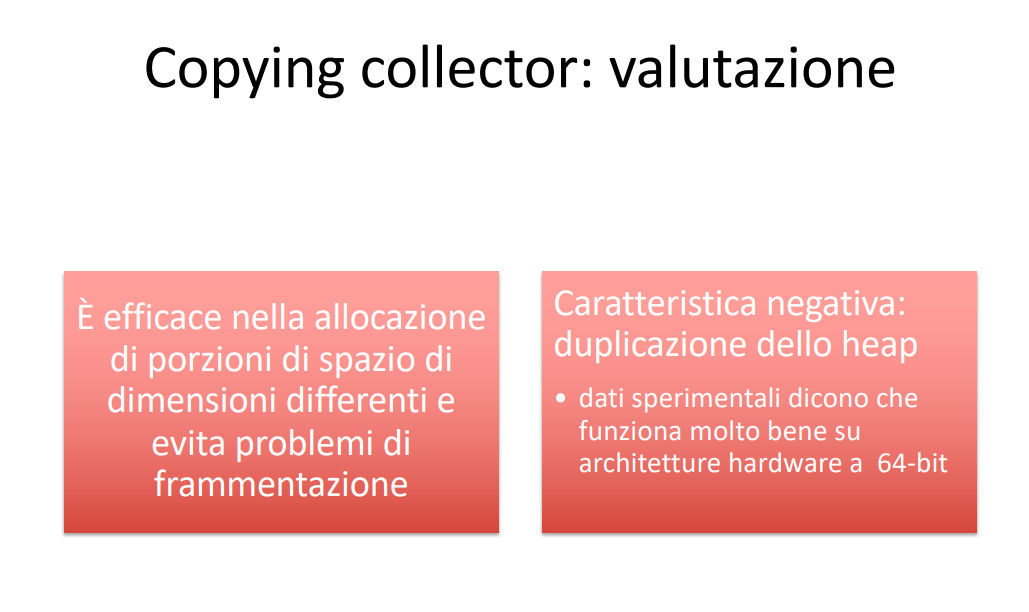 Copying collector: valutazione
È efficace nella allocazione
di porzioni di spazio di
dimensioni differenti e
evita problemi di
frammentazione
Caratteristica negativa:
duplicazione dello heap
• dati sperimentali dicono che
funziona molto bene su
architetture hardware a  64-bit